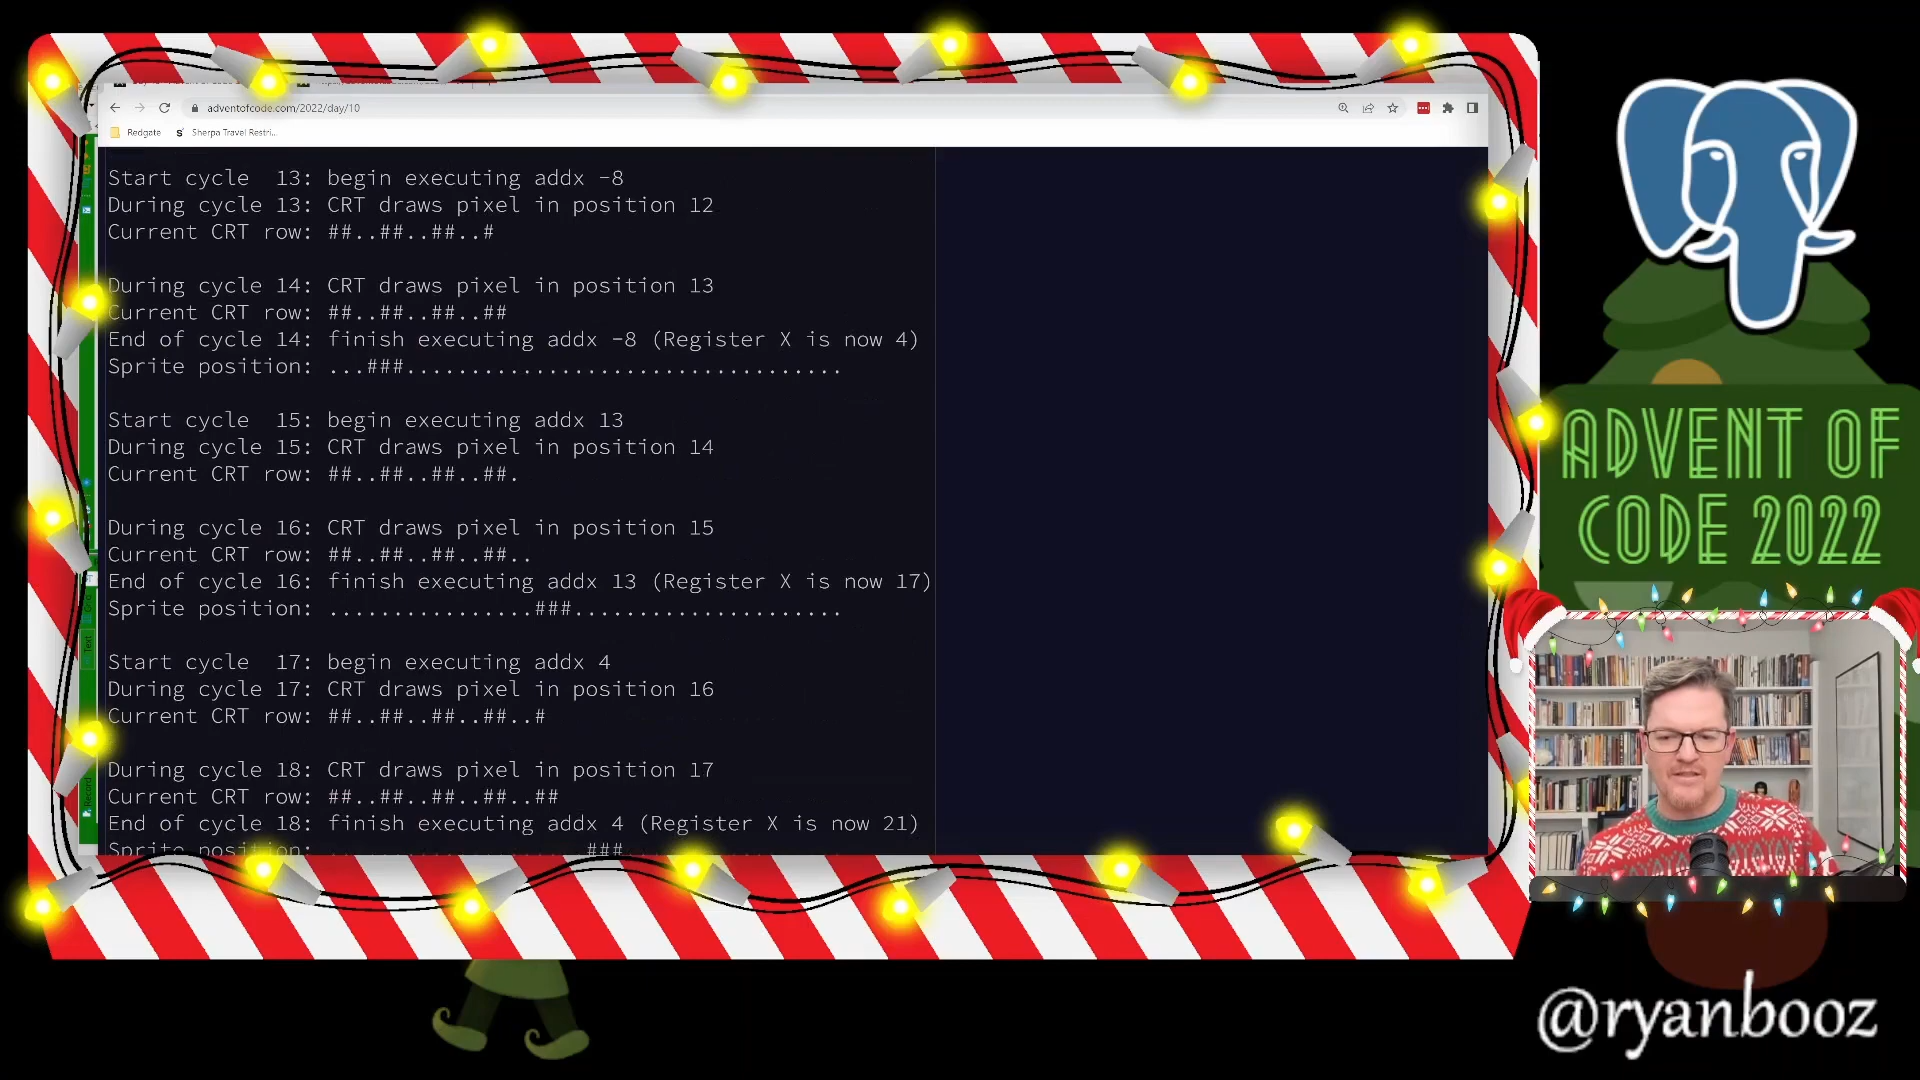 adventofcode.com/2022/day/10
Redgate
Sherpa Travel Restri...
Start cycle  13: begin executing addx -8
During cycle 13: CRT draws pixel in position 12
Current CRT row: ##..##..##..#
During cycle 14: CRT draws pixel in position 13
Current CRT row: ##..##..##..##
End of cycle 14: finish executing addx -8 (Register X is now 4)
Sprite position: ...###..................................
Start cycle  15: begin executing addx 13
During cycle 15: CRT draws pixel in position 14
Current CRT row: ##..##..##..##.
During cycle 16: CRT draws pixel in position 15
Current CRT row: ##..##..##..##..
End of cycle 16: finish executing addx 13 (Register X is now 17)
Sprite position: ................###.....................
Start cycle  17: begin executing addx 4
During cycle 17: CRT draws pixel in position 16
Current CRT row: ##..##..##..##..#
During cycle 18: CRT draws pixel in position 17
Current CRT row: ##..##..##..##..##
End of cycle 18: finish executing addx 4 (Register X is now 21)
Sprite position: ....................###.................
Text
Record
ADVENT OF
CODE 2022
@ryanbooz